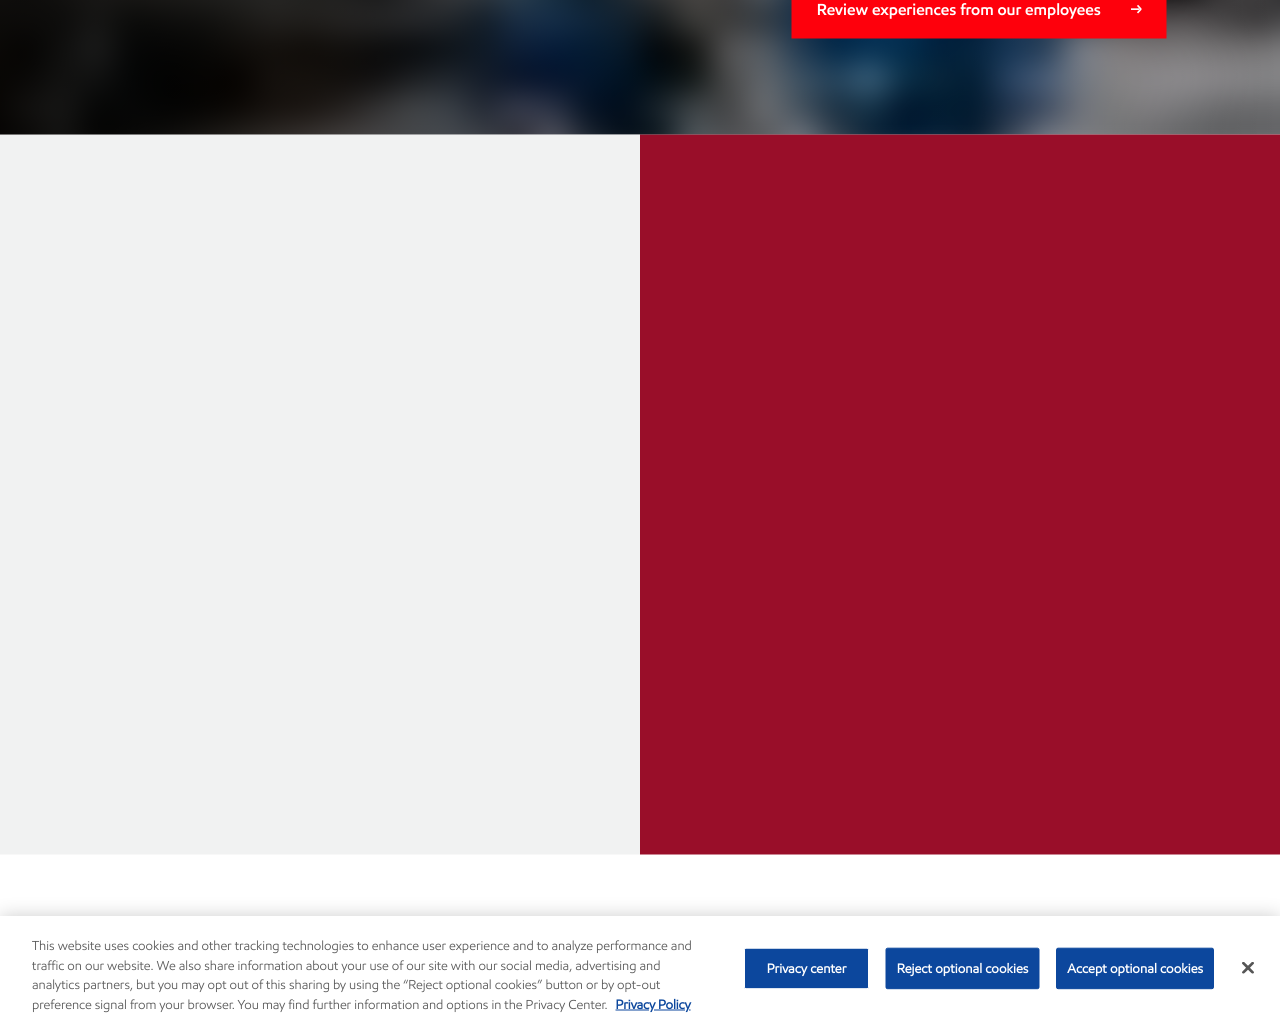 Review experiences from our employees →
This website uses cookies and other tracking technologies to enhance user experience and to analyze performance and
traffic on our website. We also share information about your use of our site with our social media, advertising and
analytics partners, but you may opt out of this sharing by using the “Reject optional cookies” button or by opt-out
preference signal from your browser. You may find further information and options in the Privacy Center. Privacy Policy
Privacy center
Reject optional cookies
Accept optional cookies